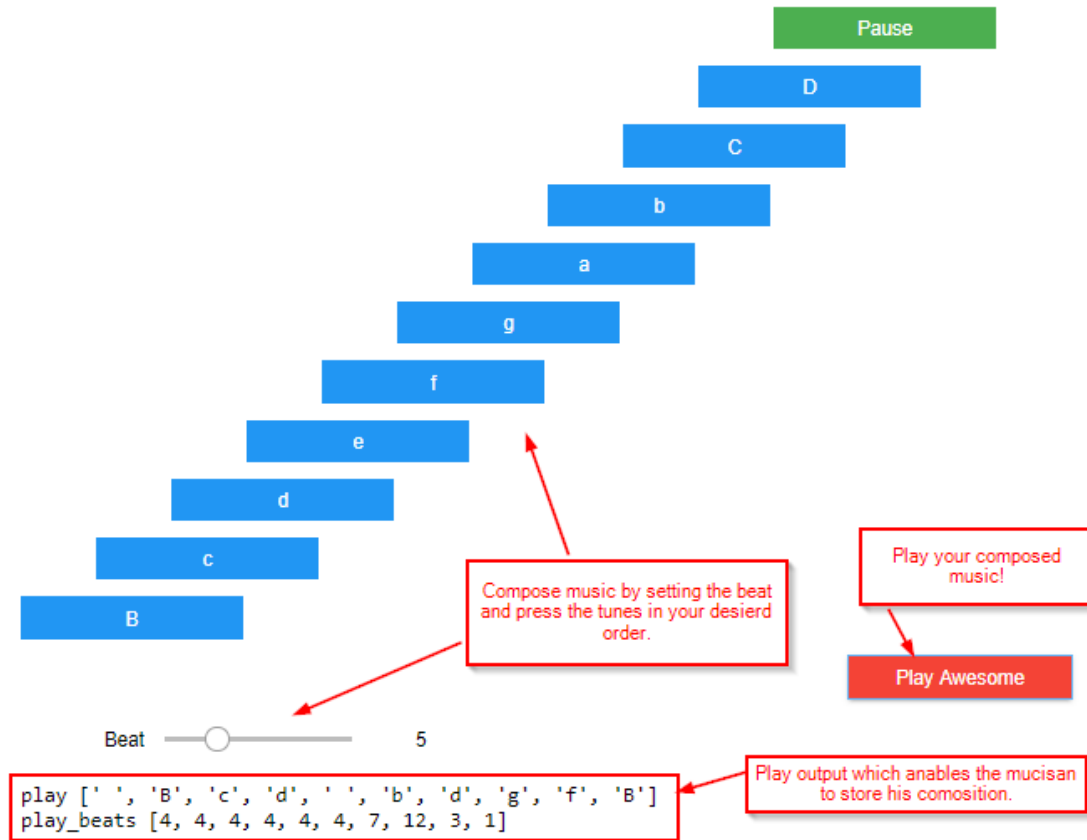 Pause
D
C
b
a
g
f
e
d
c
B
Compose music by setting the beat
and press the tunes in your desierd
order.
Play your composed
music!
Play Awesome
Beat 5
play [' ', 'B', 'c', 'd', ' ', 'b', 'd', 'g', 'f', 'B']
play_beats [4, 4, 4, 4, 4, 4, 7, 12, 3, 1]
Play output which anables the mucisan
to store his comosition.